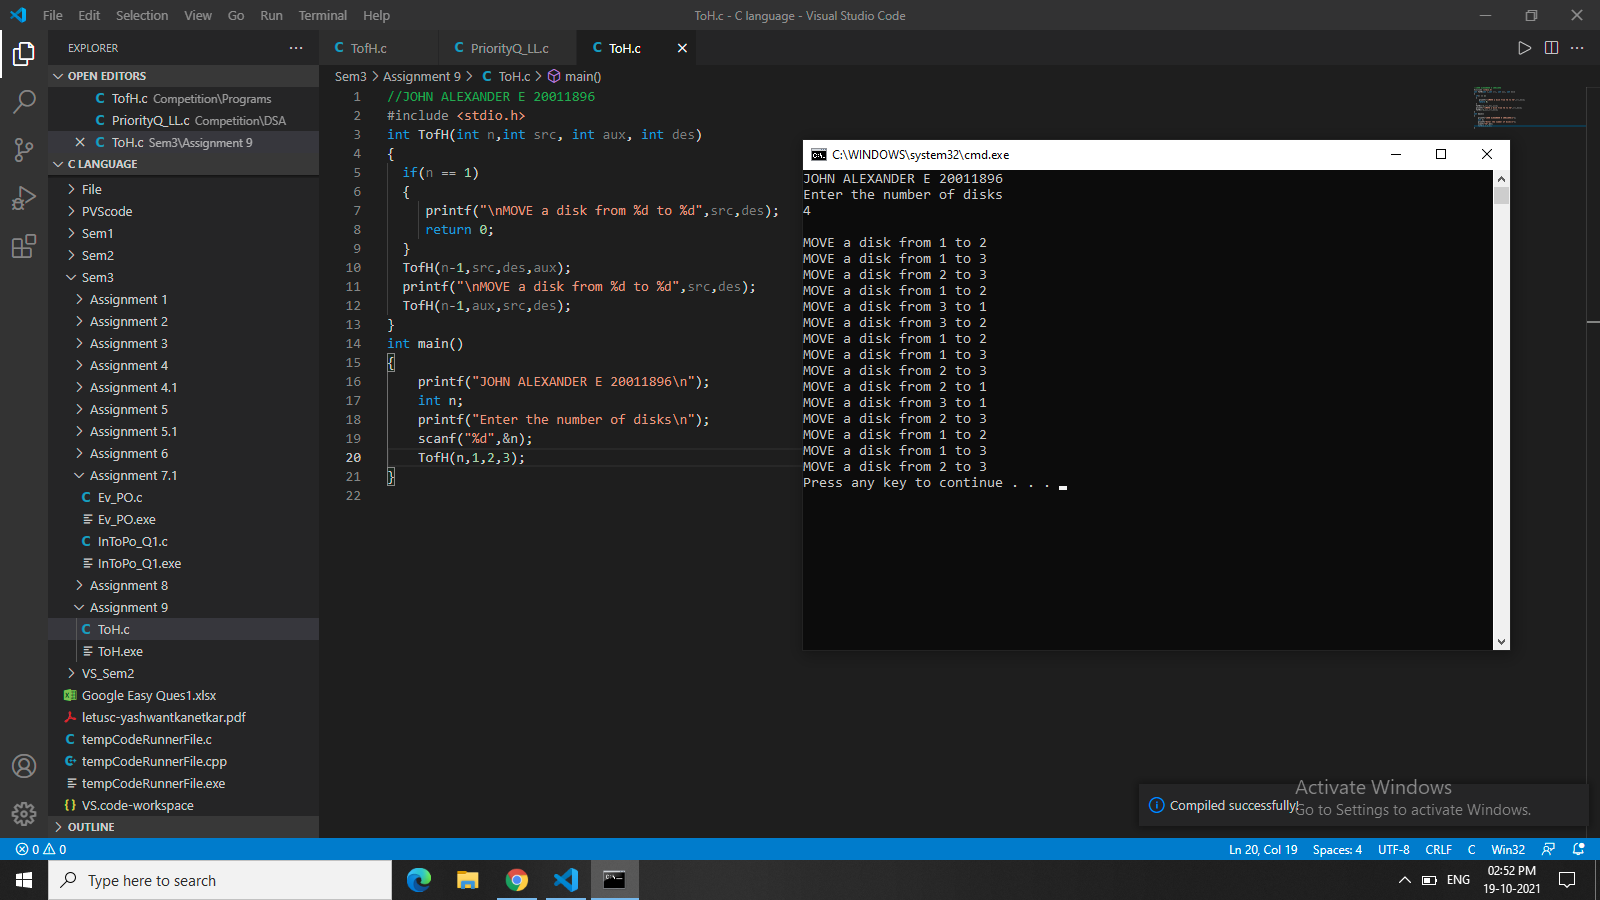 File Edit Selection View Go Run Terminal Help
ToH.c - C language - Visual Studio Code
EXPLORER
OPEN EDITORS
TofH.c Competition\Programs
PriorityQ_LL.c Competition\DSA
ToH.c Sem3\Assignment 9
C LANGUAGE
File
PVScode
Sem1
Sem2
Sem3
Assignment 1
Assignment 2
Assignment 3
Assignment 4
Assignment 4.1
Assignment 5
Assignment 5.1
Assignment 6
Assignment 7.1
Ev_PO.c
Ev_PO.exe
InToPo_Q1.c
InToPo_Q1.exe
Assignment 8
Assignment 9
ToH.c
ToH.exe
VS_Sem2
Google Easy Ques1.xlsx
letusc-yashwantkanetkar.pdf
tempCodeRunnerFile.c
tempCodeRunnerFile.cpp
tempCodeRunnerFile.exe
VS.code-workspace
OUTLINE
TofH.c PriorityQ_LL.c ToH.c
Sem3 > Assignment 9 > C ToH.c > main()
1 //JOHN ALEXANDER E 20011896
2 #include <stdio.h>
3 int TofH(int n,int src, int aux, int des)
4 {
5 if(n == 1)
6 {
7 printf("\nMOVE a disk from %d to %d",src,des);
8 return 0;
9 }
10 TofH(n-1,src,des,aux);
11 printf("\nMOVE a disk from %d to %d",src,des);
12 TofH(n-1,aux,src,des);
13 }
14 int main()
15 {
16 printf("JOHN ALEXANDER E 20011896\n");
17 int n;
18 printf("Enter the number of disks\n");
19 scanf("%d",&n);
20 TofH(n,1,2,3);
21 }
22
C:\WINDOWS\system32\cmd.exe
JOHN ALEXANDER E 20011896
Enter the number of disks
4
MOVE a disk from 1 to 2
MOVE a disk from 1 to 3
MOVE a disk from 2 to 3
MOVE a disk from 1 to 2
MOVE a disk from 3 to 1
MOVE a disk from 3 to 2
MOVE a disk from 1 to 2
MOVE a disk from 1 to 3
MOVE a disk from 2 to 3
MOVE a disk from 2 to 1
MOVE a disk from 3 to 1
MOVE a disk from 2 to 3
MOVE a disk from 1 to 2
MOVE a disk from 1 to 3
MOVE a disk from 2 to 3
Press any key to continue . . .
Compiled successfully!
Activate Windows
Go to Settings to activate Windows.
0 0
Ln 20, Col 19 Spaces: 4 UTF-8 CRLF C Win32
Type here to search
ENG
02:52 PM
19-10-2021